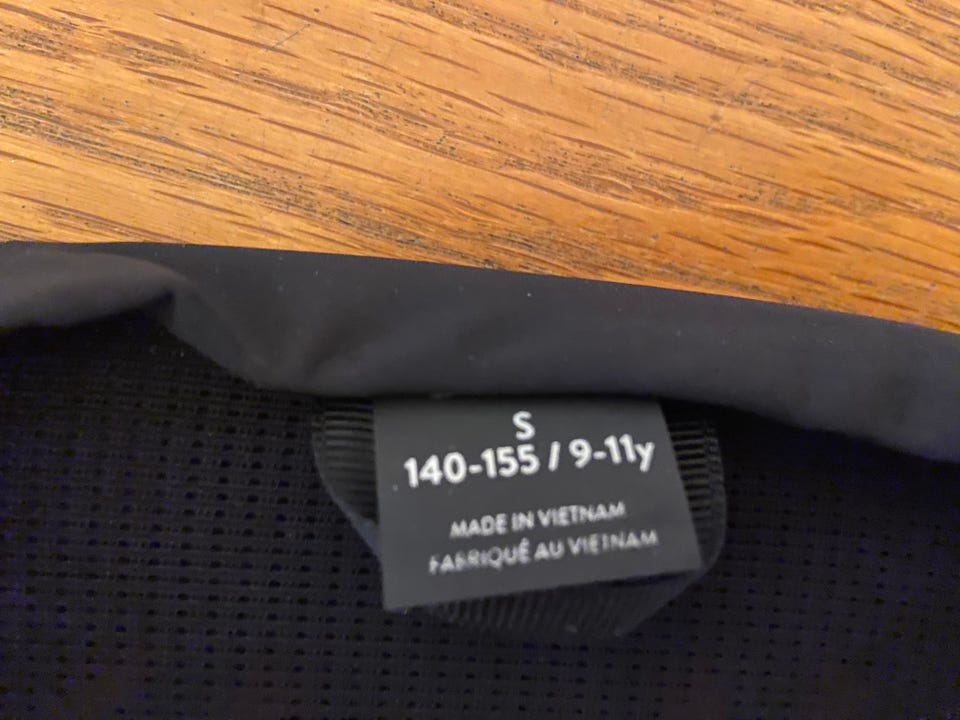 S
140-155 / 9-11y
MADE IN VIETNAM
FABRIQUÉ AU VIETNAM